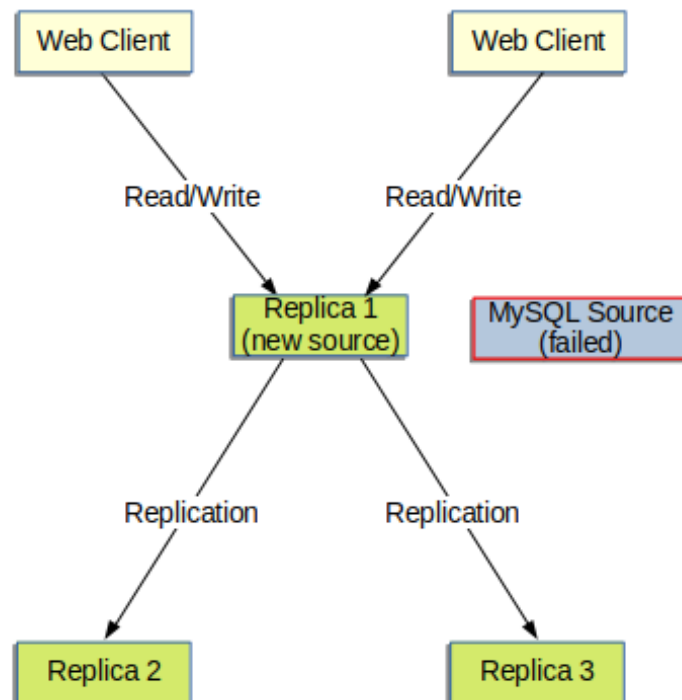 Web Client
Web Client
Read/Write
Read/Write
Replica 1
(new source)
MySQL Source
(failed)
Replication
Replication
Replica 2
Replica 3